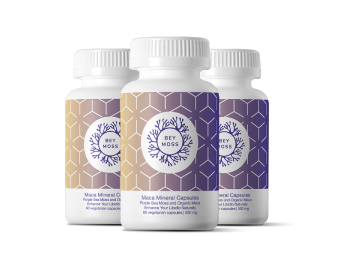 BEY
MOSS
Maca Mineral Capsules
Purple Sea Moss and Organic Maca
Enhance Your Libido Naturally
60 vegetarian capsules | 500 mg